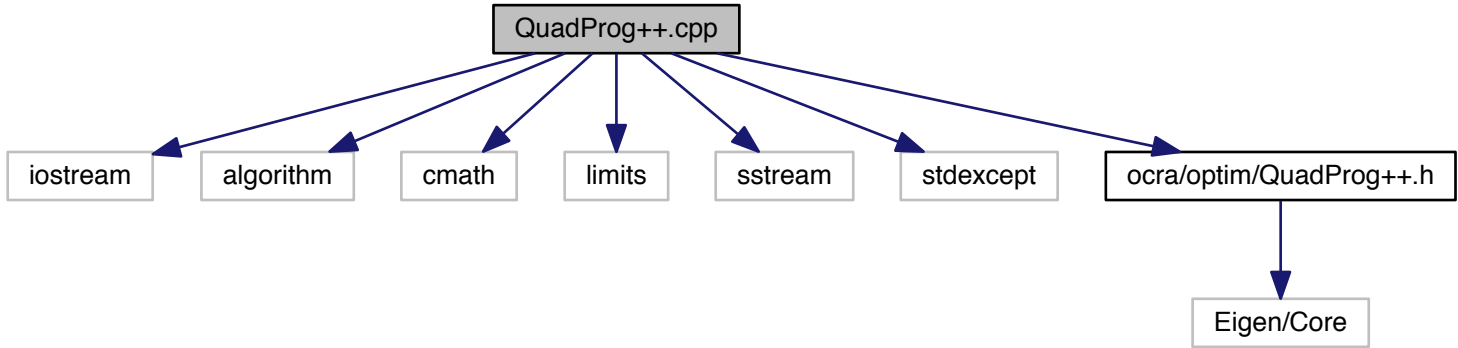 QuadProg++.cpp
iostream
algorithm
cmath
limits
sstream
stdexcept
ocra/optim/QuadProg++.h
Eigen/Core